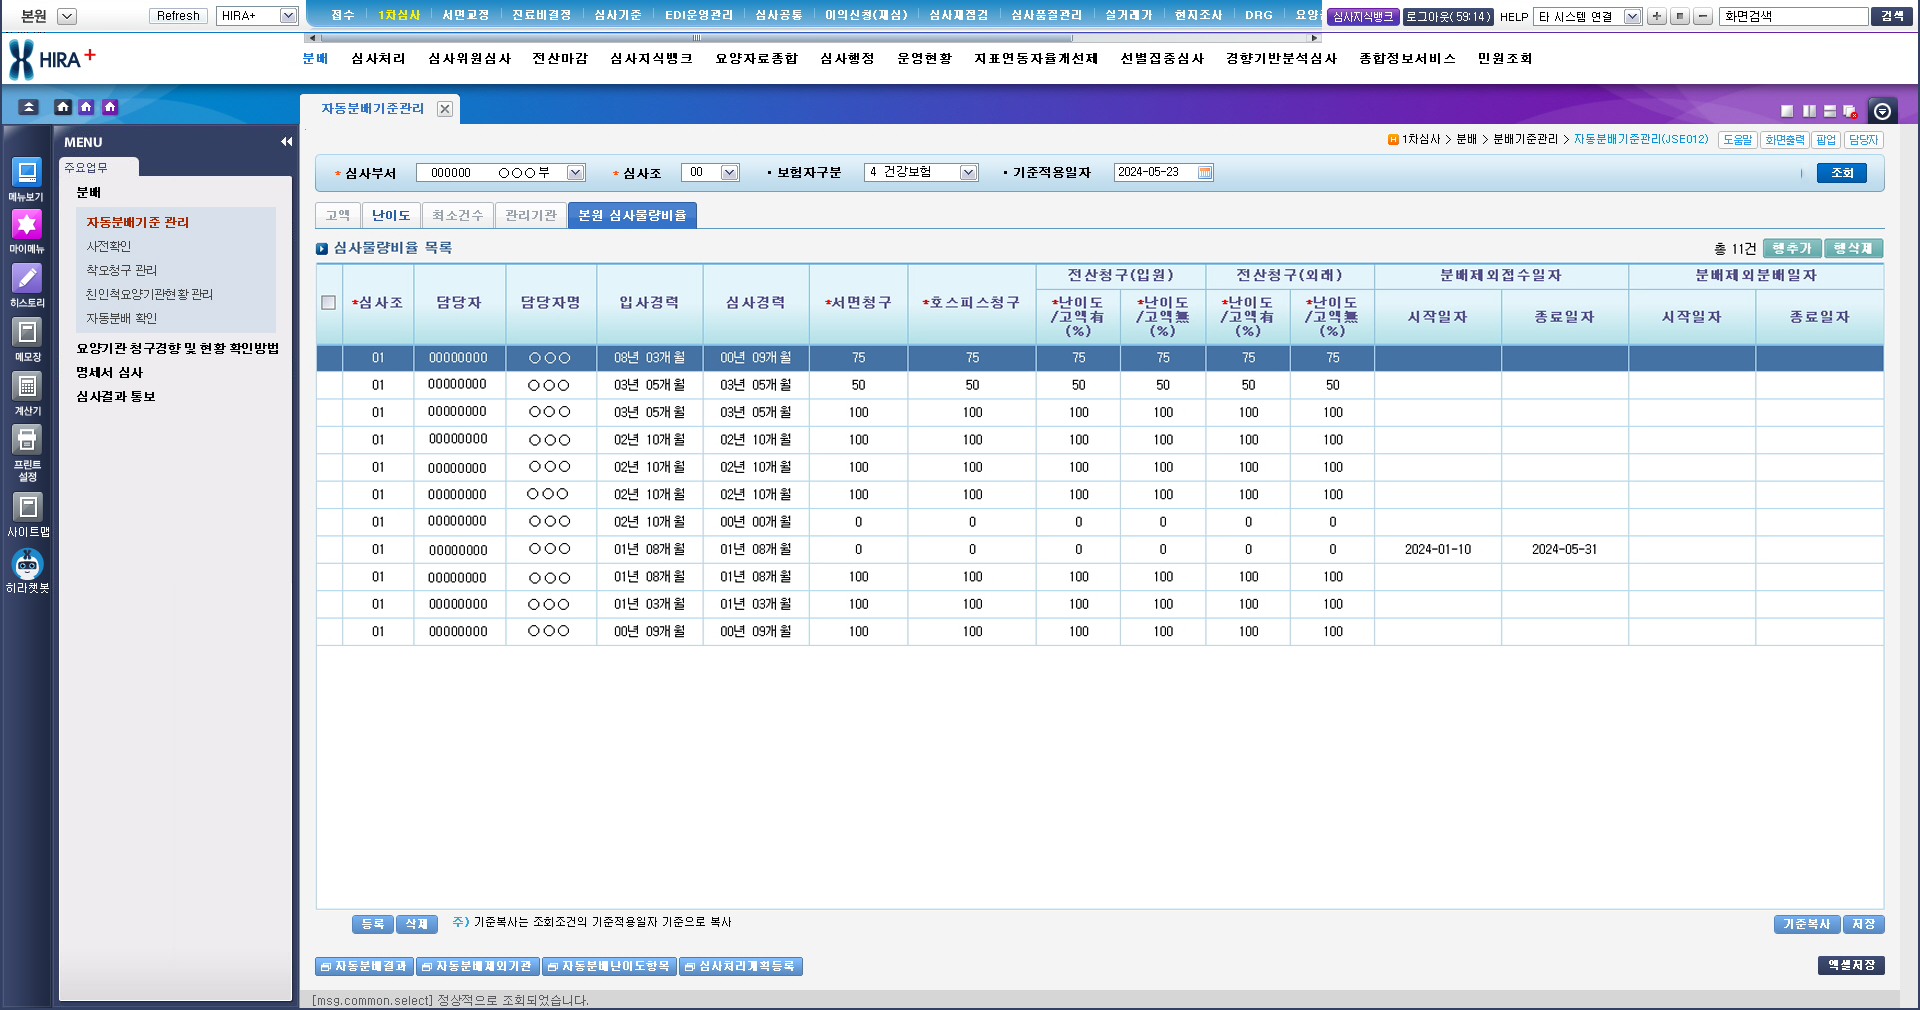 본원 Refresh HIRA+ 접수 1차심사 서면교정 진료비결정 심사기준 EDI운영관리 심사공통 이의신청(재심) 심사재점검 심사품질관리 실거래가 현지조사 DRG 요양 심사지식뱅크 로그아웃(59:14) HELP 타 시스템 연결 화면검색 검색
HIRA+ 분배 심사처리 심사위원심사 전산마감 심사지식뱅크 요양자료종합 심사행정 운영현황 지표연동자율개선제 선별집중심사 경향기반분석심사 종합정보서비스 민원조회
자동분배기준관리
MENU
주요업무
분배
자동분배기준 관리
사전확인
착오청구 관리
친인척요양기관현황 관리
자동분배 확인
요양기관 청구경향 및 현황 확인방법
명세서 심사
심사결과 통보
메뉴보기
마이메뉴
히스토리
메모장
계산기
프린트
설정
사이트맵
히라챗봇
1차심사 > 분배 > 분배기준관리 > 자동분배기준관리(JSE012) 도움말 화면출력 팝업 담당자
* 심사부서 000000 ○○○부 * 심사조 00 • 보험자구분 4 건강보험 • 기준적용일자 2024-05-23 조회
고액 난이도 최소건수 관리기관 본원 심사물량비율
심사물량비율 목록 총 11건 행추가 행삭제
*심사조 담당자 담당자명 입사경력 심사경력 *서면청구 *호스피스청구 전산청구(입원) 전산청구(외래) 분배제외접수일자 분배제외분배일자
*난이도 *난이도 *난이도 *난이도 시작일자 종료일자 시작일자 종료일자
/고액有 /고액無 /고액有 /고액無
(%) (%) (%) (%)
01 00000000 ○○○ 08년 03개월 00년 09개월 75 75 75 75 75 75
01 00000000 ○○○ 03년 05개월 03년 05개월 50 50 50 50 50 50
01 00000000 ○○○ 03년 05개월 03년 05개월 100 100 100 100 100 100
01 00000000 ○○○ 02년 10개월 02년 10개월 100 100 100 100 100 100
01 00000000 ○○○ 02년 10개월 02년 10개월 100 100 100 100 100 100
01 00000000 ○○○ 02년 10개월 02년 10개월 100 100 100 100 100 100
01 00000000 ○○○ 02년 10개월 00년 00개월 0 0 0 0 0 0
01 00000000 ○○○ 01년 08개월 01년 08개월 0 0 0 0 0 0 2024-01-10 2024-05-31
01 00000000 ○○○ 01년 08개월 01년 08개월 100 100 100 100 100 100
01 00000000 ○○○ 01년 03개월 01년 03개월 100 100 100 100 100 100
01 00000000 ○○○ 00년 09개월 00년 09개월 100 100 100 100 100 100
등록 삭제 주) 기준복사는 조회조건의 기준적용일자 기준으로 복사 기준복사 저장
자동분배결과 자동분배제외기관 자동분배난이도항목 심사처리계획등록 엑셀저장
[msg.common.select] 정상적으로 조회되었습니다.